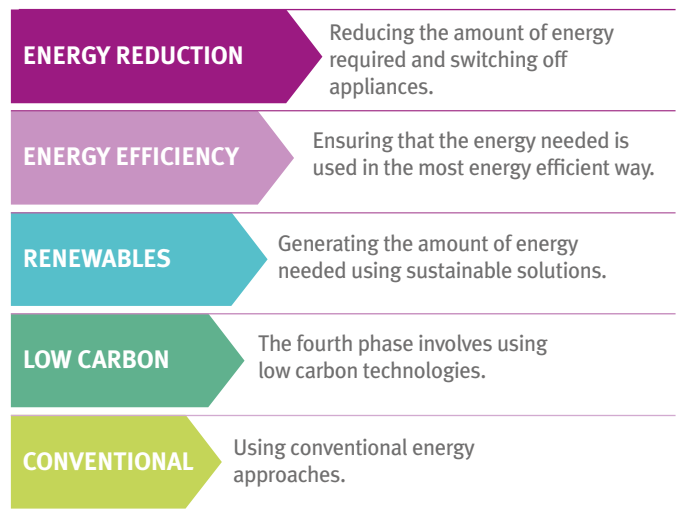 ENERGY REDUCTION
Reducing the amount of energy
required and switching off
appliances.
ENERGY EFFICIENCY
Ensuring that the energy needed is
used in the most energy efficient way.
RENEWABLES
Generating the amount of energy
needed using sustainable solutions.
LOW CARBON
The fourth phase involves using
low carbon technologies.
CONVENTIONAL
Using conventional energy
approaches.